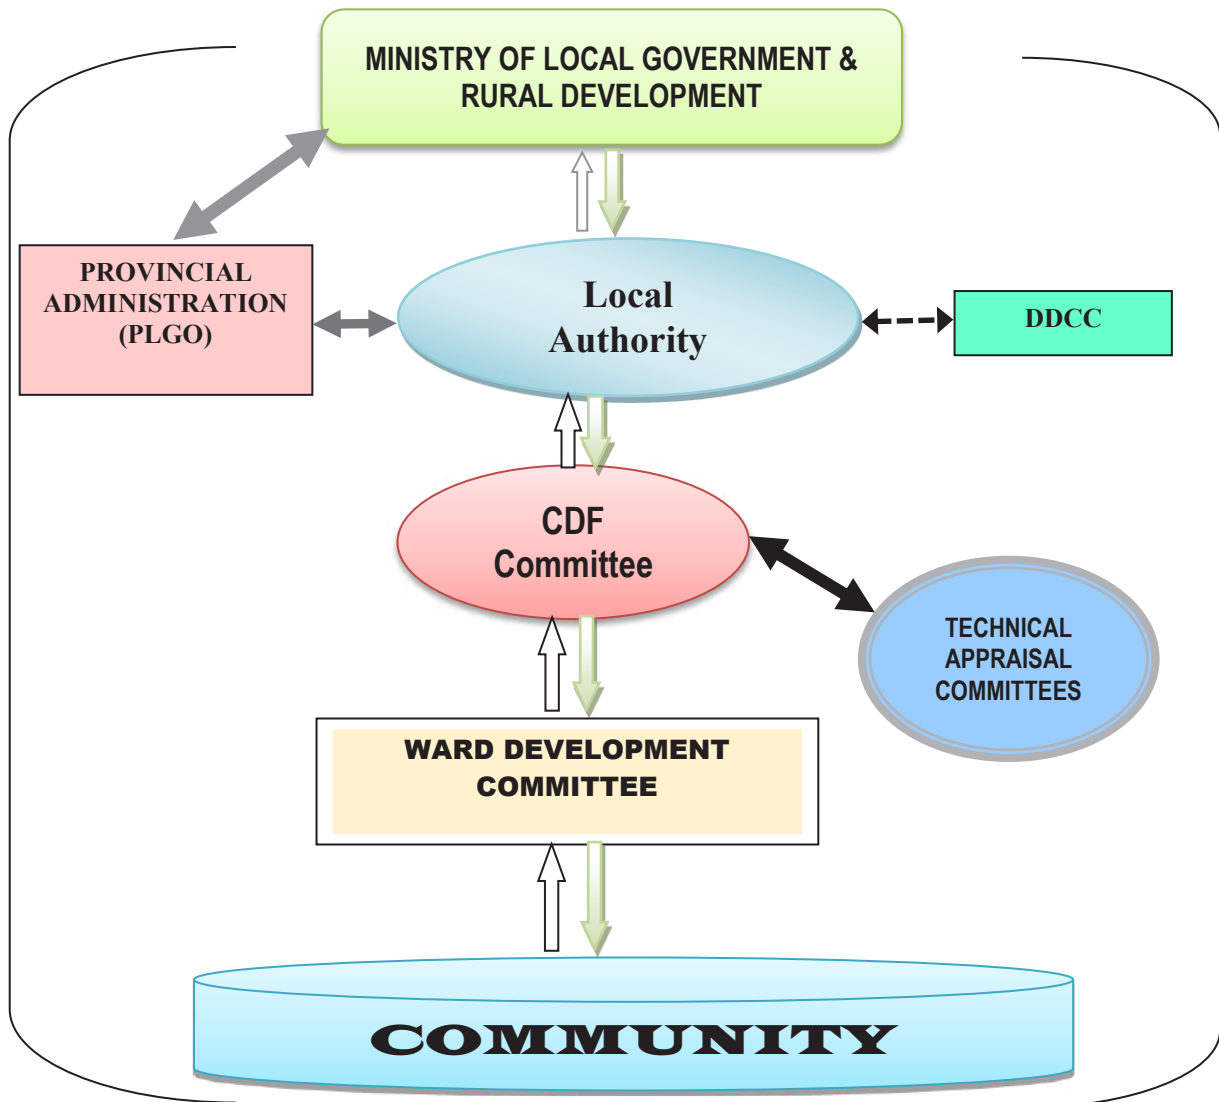 MINISTRY OF LOCAL GOVERNMENT &
RURAL DEVELOPMENT
PROVINCIAL
ADMINISTRATION
(PLGO)
Local
Authority
DDCC
CDF
Committee
TECHNICAL
APPRAISAL
COMMITTEES
WARD DEVELOPMENT
COMMITTEE
COMMUNITY